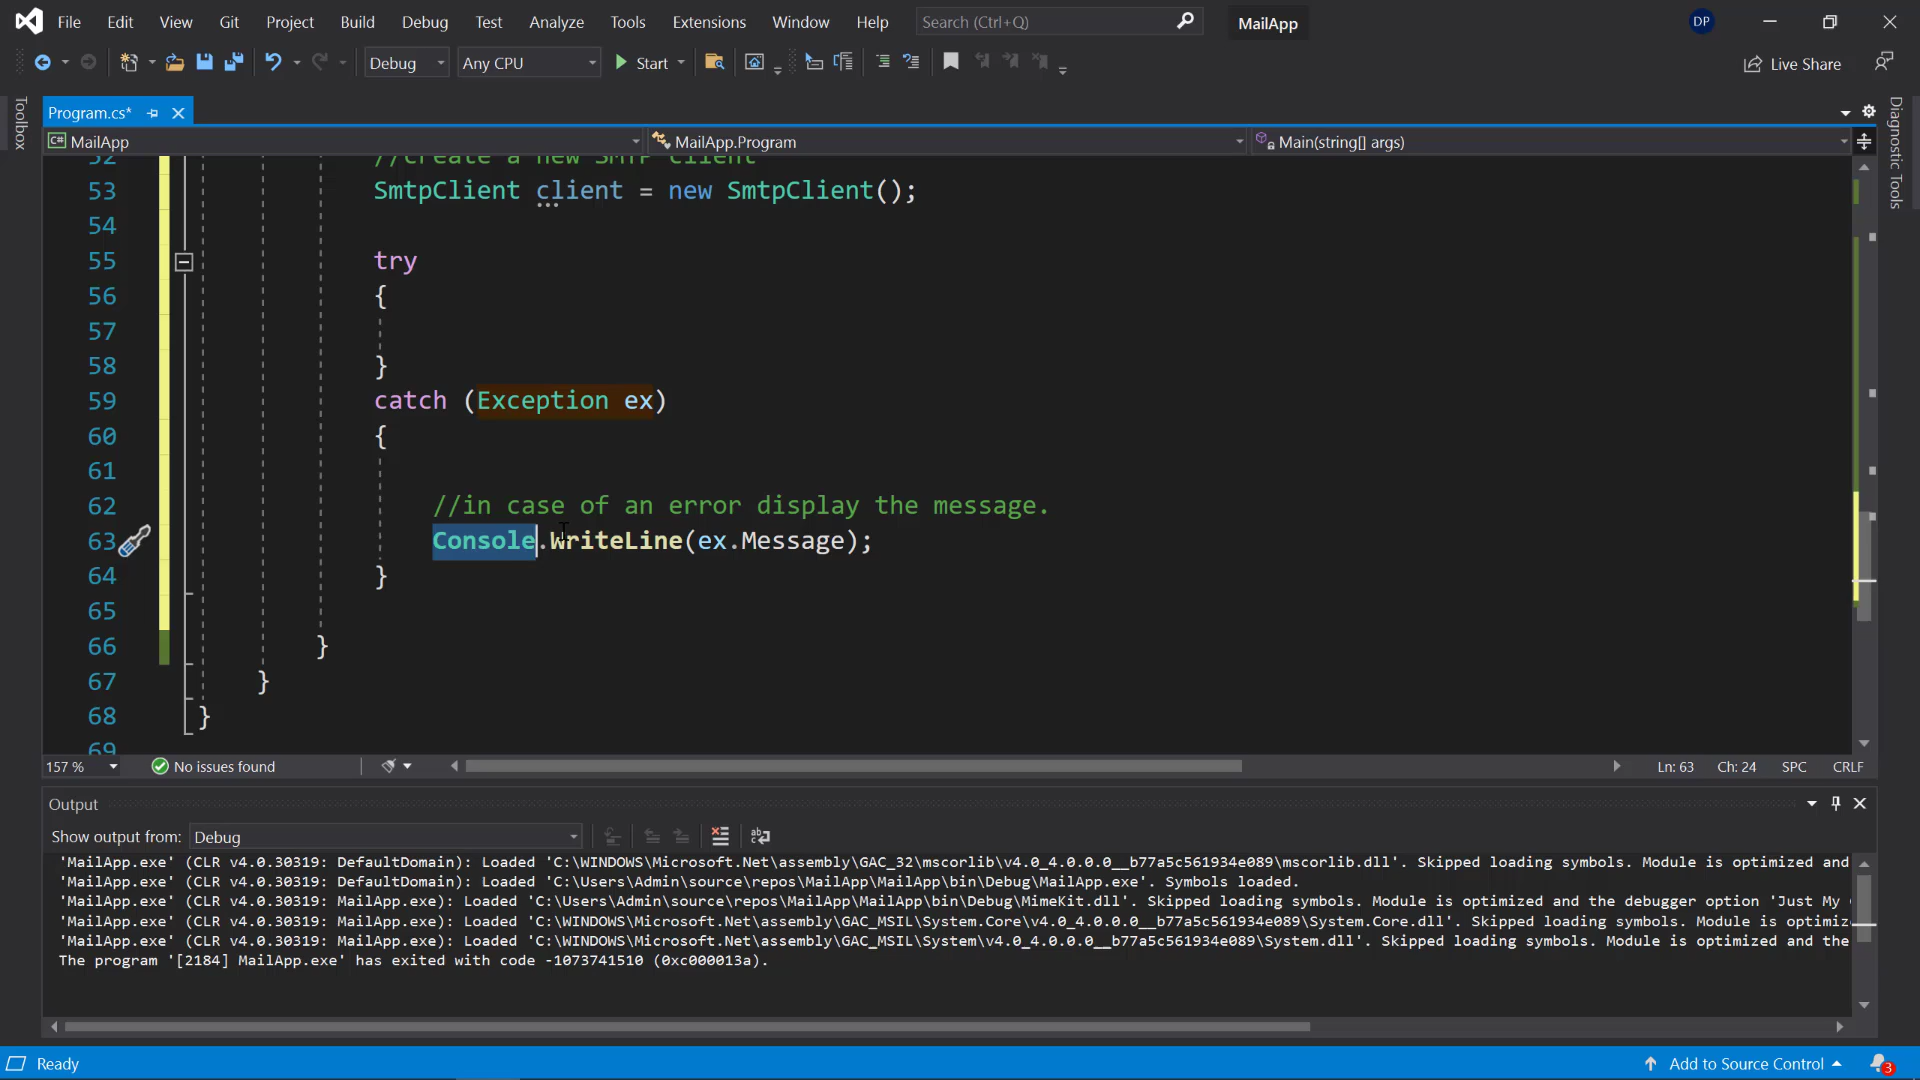 File Edit View Git Project Build Debug Test Analyze Tools Extensions Window Help Search (Ctrl+Q) MailApp DP
Debug Any CPU Start Live Share
Toolbox
Program.cs*
MailApp MailApp.Program Main(string[] args)
Diagnostic Tools
52 //create a new SMTP client
53 SmtpClient client = new SmtpClient();
54
55 try
56 {
57
58 }
59 catch (Exception ex)
60 {
61
62 //in case of an error display the message.
63 Console.WriteLine(ex.Message);
64 }
65
66 }
67 }
68 }
69
157 % No issues found Ln: 63 Ch: 24 SPC CRLF
Output
Show output from: Debug
'MailApp.exe' (CLR v4.0.30319: DefaultDomain): Loaded 'C:\WINDOWS\Microsoft.Net\assembly\GAC_32\mscorlib\v4.0_4.0.0.0__b77a5c561934e089\mscorlib.dll'. Skipped loading symbols. Module is optimized and
'MailApp.exe' (CLR v4.0.30319: DefaultDomain): Loaded 'C:\Users\Admin\source\repos\MailApp\MailApp\bin\Debug\MailApp.exe'. Symbols loaded.
'MailApp.exe' (CLR v4.0.30319: MailApp.exe): Loaded 'C:\Users\Admin\source\repos\MailApp\MailApp\bin\Debug\MimeKit.dll'. Skipped loading symbols. Module is optimized and the debugger option 'Just My
'MailApp.exe' (CLR v4.0.30319: MailApp.exe): Loaded 'C:\WINDOWS\Microsoft.Net\assembly\GAC_MSIL\System.Core\v4.0_4.0.0.0__b77a5c561934e089\System.Core.dll'. Skipped loading symbols. Module is optimiz
'MailApp.exe' (CLR v4.0.30319: MailApp.exe): Loaded 'C:\WINDOWS\Microsoft.Net\assembly\GAC_MSIL\System\v4.0_4.0.0.0__b77a5c561934e089\System.dll'. Skipped loading symbols. Module is optimized and the
The program '[2184] MailApp.exe' has exited with code -1073741510 (0xc000013a).
Ready Add to Source Control 3